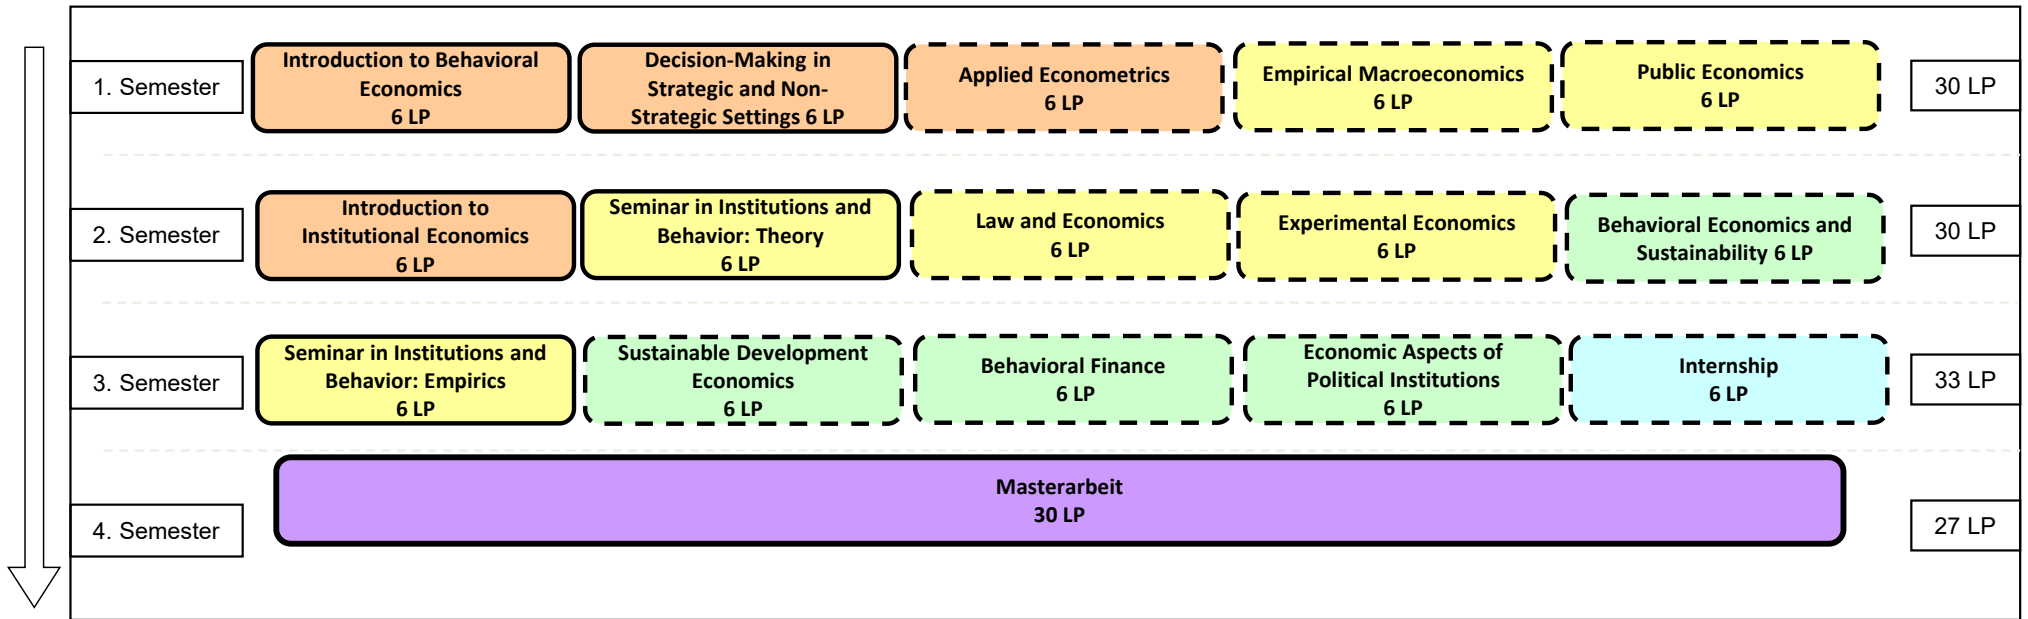 1. Semester
Introduction to Behavioral
Economics
6 LP
Decision-Making in
Strategic and Non-
Strategic Settings 6 LP
Applied Econometrics
6 LP
Empirical Macroeconomics
6 LP
Public Economics
6 LP
30 LP
2. Semester
Introduction to
Institutional Economics
6 LP
Seminar in Institutions and
Behavior: Theory
6 LP
Law and Economics
6 LP
Experimental Economics
6 LP
Behavioral Economics and
Sustainability 6 LP
30 LP
3. Semester
Seminar in Institutions and
Behavior: Empirics
6 LP
Sustainable Development
Economics
6 LP
Behavioral Finance
6 LP
Economic Aspects of
Political Institutions
6 LP
Internship
6 LP
33 LP
4. Semester
Masterarbeit
30 LP
27 LP